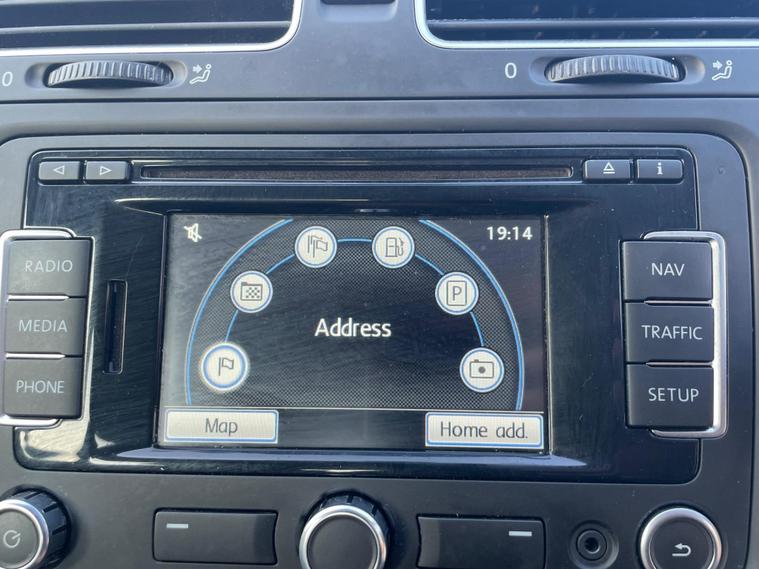 0
0
i
19:14
RADIO
MEDIA
PHONE
P
Address
NAV
TRAFFIC
SETUP
Map
Home add.